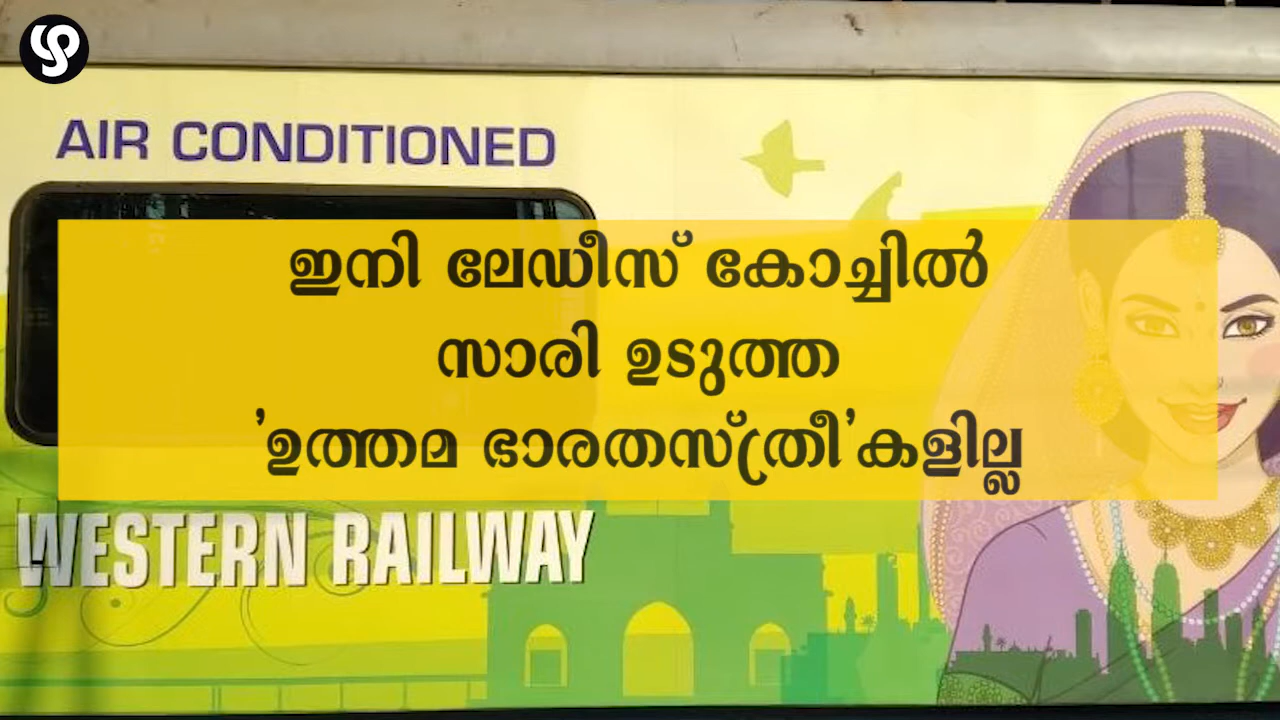 AIR CONDITIONED
ഇനി ലേഡീസ് കോച്ചിൽ
സാരി ഉടുത്ത
'ഉത്തമ ഭാരതസ്ത്രീ'കളില്ല
WESTERN RAILWAY